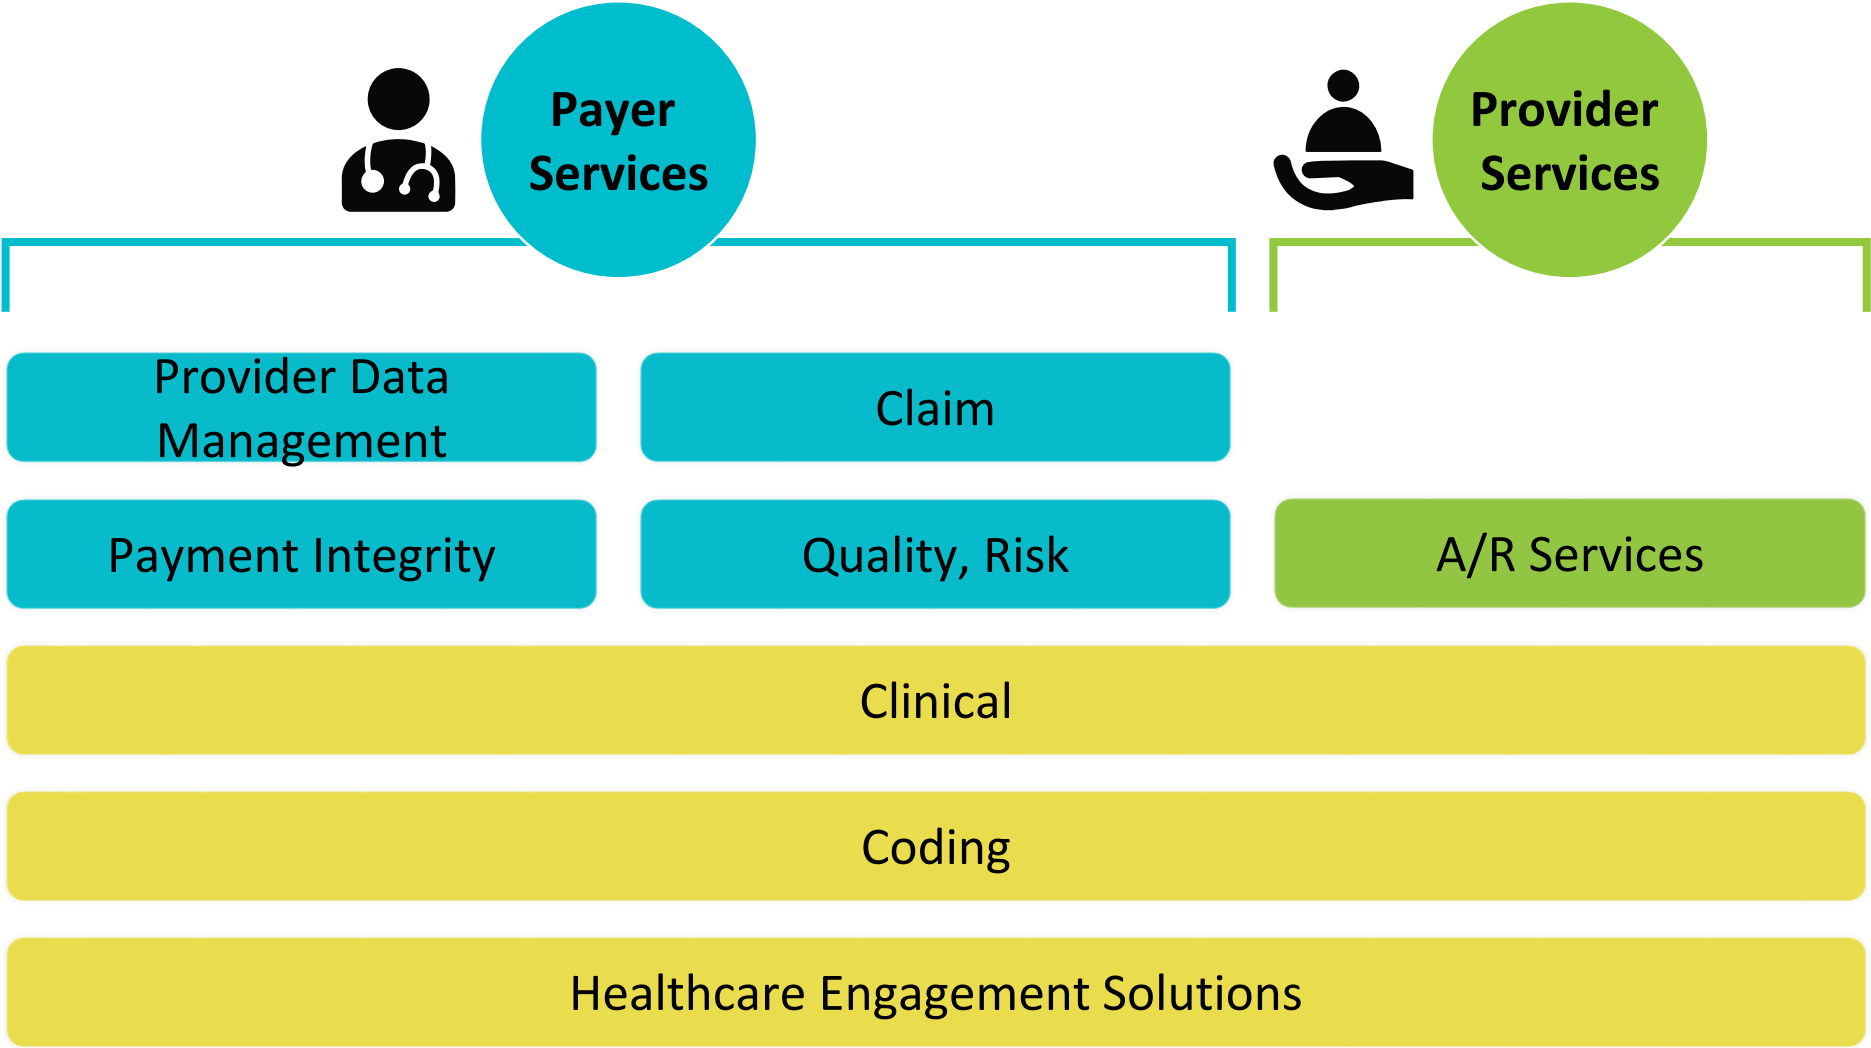 Payer
Services
Provider
Services
Provider Data
Management
Claim
Payment Integrity
Quality, Risk
A/R Services
Clinical
Coding
Healthcare Engagement Solutions